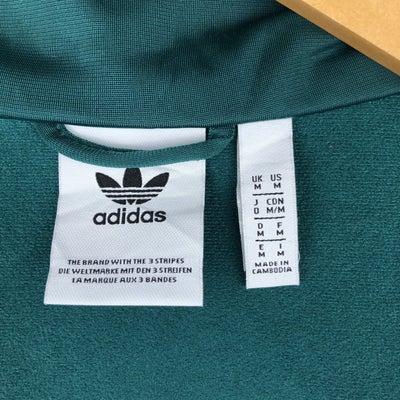 adidas
THE BRAND WITH THE 3 STRIPES
DIE WELTMARKE MIT DEN 3 STREIFEN
LA MARQUE AUX 3 BANDES
UK US
M M
J CDN
O M/M
D F
M M
E I
M M
MADE IN
CAMBODIA